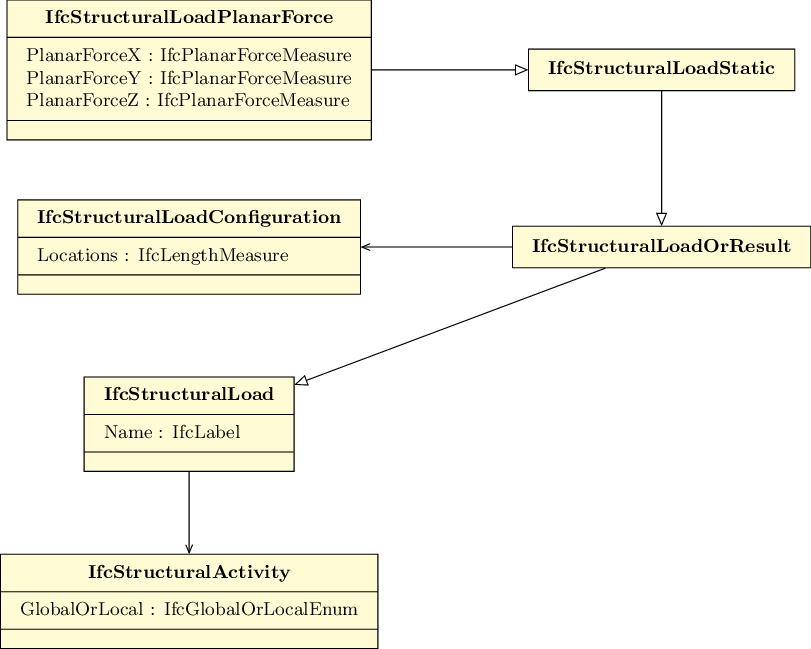 IfcStructuralLoadPlanarForce
PlanarForceX : IfcPlanarForceMeasure
PlanarForceY : IfcPlanarForceMeasure
PlanarForceZ : IfcPlanarForceMeasure
IfcStructuralLoadStatic
IfcStructuralLoadConfiguration
Locations : IfcLengthMeasure
IfcStructuralLoadOrResult
IfcStructuralLoad
Name : IfcLabel
IfcStructuralActivity
GlobalOrLocal : IfcGlobalOrLocalEnum